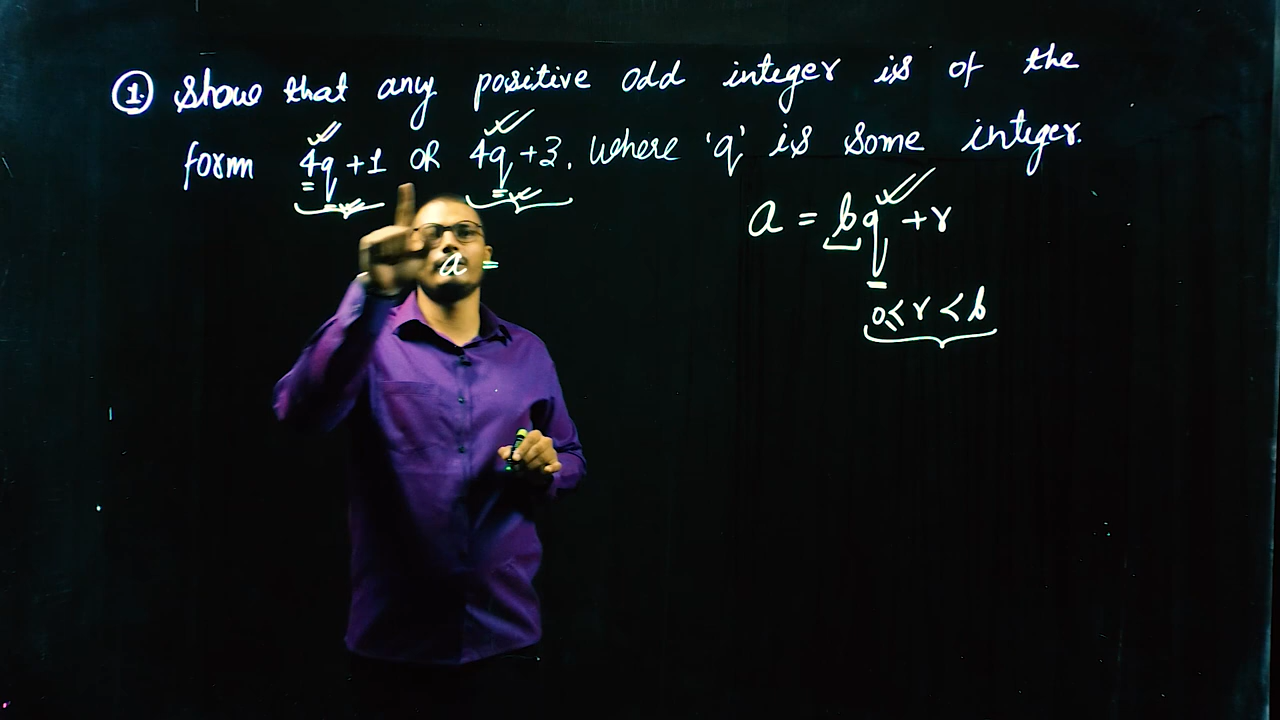 1. Show that any positive odd integer is of the
form 4q +1 OR 4q +3, Where 'q' is some integer.
a = bq + r
a =
0 ≤ r < b